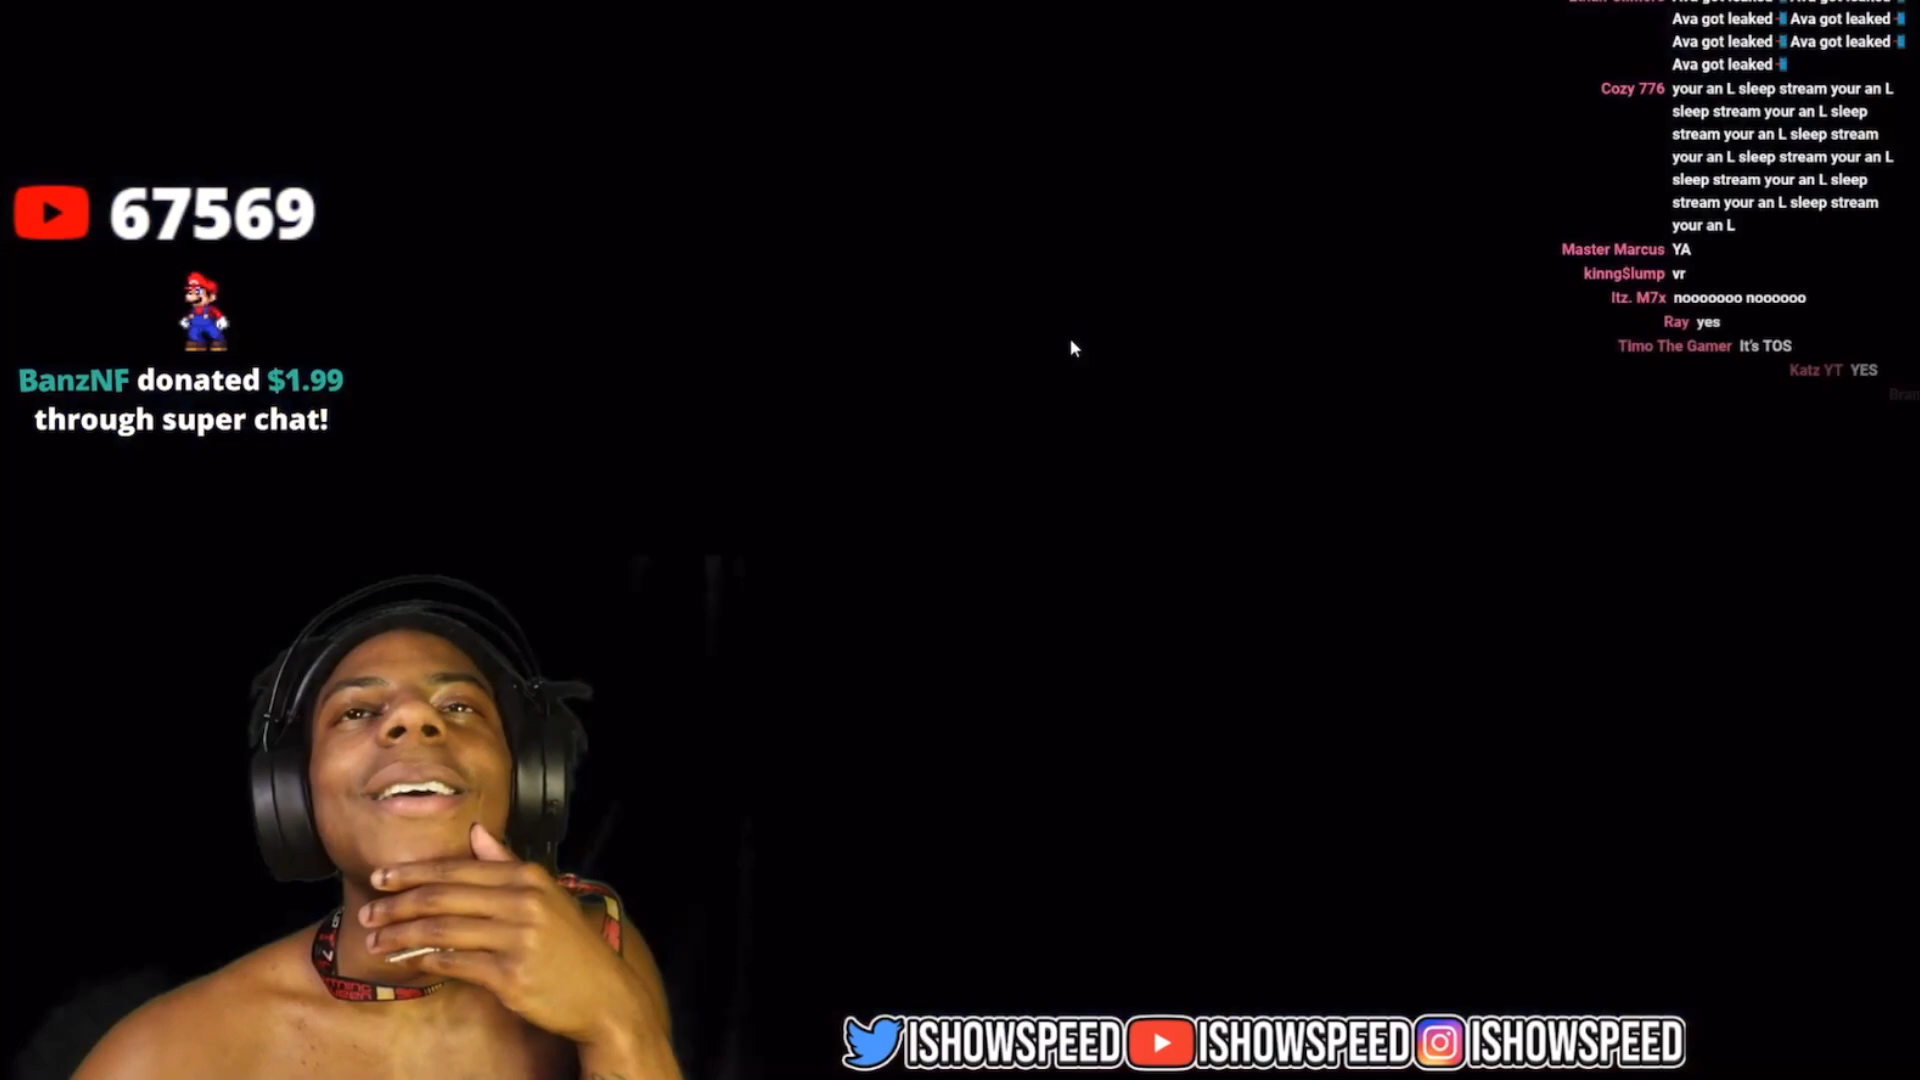 67569
BanzNF donated $1.99
through super chat!
Ava got leaked Ava got leaked
Ava got leaked Ava got leaked
Ava got leaked
Cozy 776 your an L sleep stream your an L
sleep stream your an L sleep
stream your an L sleep stream
your an L sleep stream your an L
sleep stream your an L sleep
stream your an L sleep stream
your an L
Master Marcus YA
kinng$lump vr
Itz. M7x nooooooo noooooo
Ray yes
Timo The Gamer It's TOS
Katz YT YES
Bran
ISHOWSPEED ISHOWSPEED ISHOWSPEED